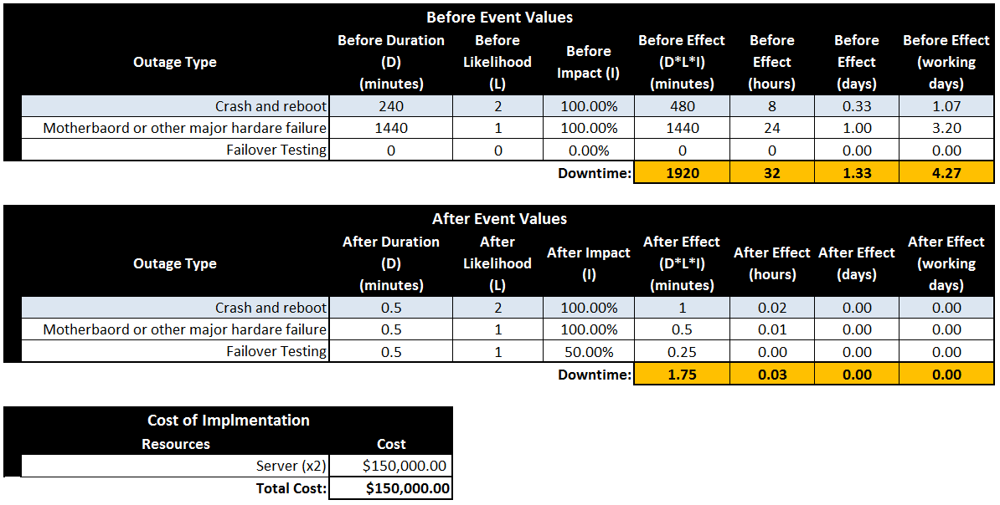 Before Event Values
Outage Type Before Duration (D) (minutes) Before Likelihood (L) Before Impact (I) Before Effect (D*L*I) (minutes) Before Effect (hours) Before Effect (days) Before Effect (working days)
Crash and reboot 240 2 100.00% 480 8 0.33 1.07
Motherbaord or other major hardare failure 1440 1 100.00% 1440 24 1.00 3.20
Failover Testing 0 0 0.00% 0 0 0.00 0.00
Downtime: 1920 32 1.33 4.27
After Event Values
Outage Type After Duration (D) (minutes) After Likelihood (L) After Impact (I) After Effect (D*L*I) (minutes) After Effect (hours) After Effect (days) After Effect (working days)
Crash and reboot 0.5 2 100.00% 1 0.02 0.00 0.00
Motherbaord or other major hardare failure 0.5 1 100.00% 0.5 0.01 0.00 0.00
Failover Testing 0.5 1 50.00% 0.25 0.00 0.00 0.00
Downtime: 1.75 0.03 0.00 0.00
Cost of Implmentation
Resources Cost
Server (x2) $150,000.00
Total Cost: $150,000.00